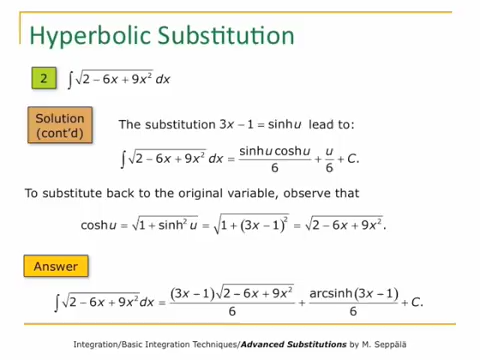 Hyperbolic Substitution
2 ∫√(2 − 6x + 9x²) dx
Solution (cont'd)
The substitution 3x − 1 = sinh u lead to:
∫√(2 − 6x + 9x²) dx = (sinh u cosh u)/6 + u/6 + C.
To substitute back to the original variable, observe that
cosh u = √(1 + sinh² u) = √(1 + (3x − 1)²) = √(2 − 6x + 9x²).
Answer
∫√(2 − 6x + 9x²) dx = ((3x − 1)√(2 − 6x + 9x²))/6 + (arcsinh(3x − 1))/6 + C.
Integration/Basic Integration Techniques/Advanced Substitutions by M. Seppälä